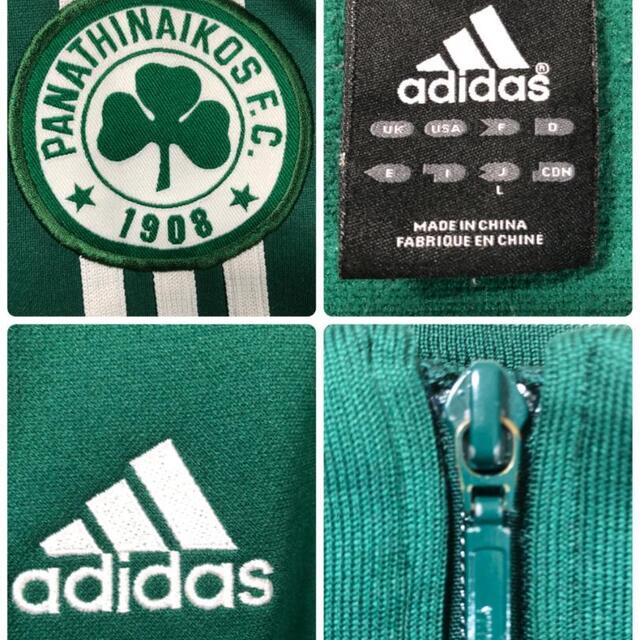 PANATHINAIKOS F.C.
1908
adidas®
UK USA F D
E I J CDN
L
MADE IN CHINA
FABRIQUE EN CHINE
adidas